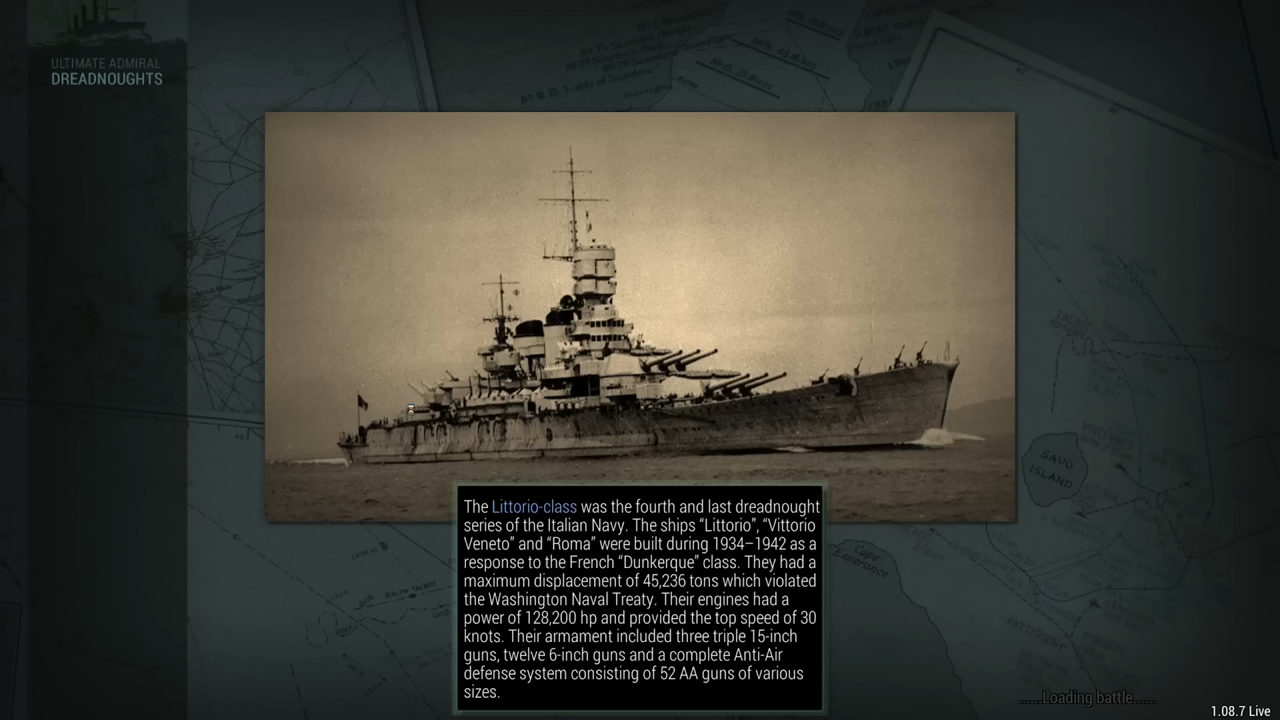 ULTIMATE ADMIRAL
DREADNOUGHTS
SAVO
ISLAND
Cape
Esperance
The Littorio-class was the fourth and last dreadnought
series of the Italian Navy. The ships “Littorio”, “Vittorio
Veneto” and “Roma” were built during 1934–1942 as a
response to the French “Dunkerque” class. They had a
maximum displacement of 45,236 tons which violated
the Washington Naval Treaty. Their engines had a
power of 128,200 hp and provided the top speed of 30
knots. Their armament included three triple 15-inch
guns, twelve 6-inch guns and a complete Anti-Air
defense system consisting of 52 AA guns of various
sizes.
......Loading battle......
1.08.7 Live